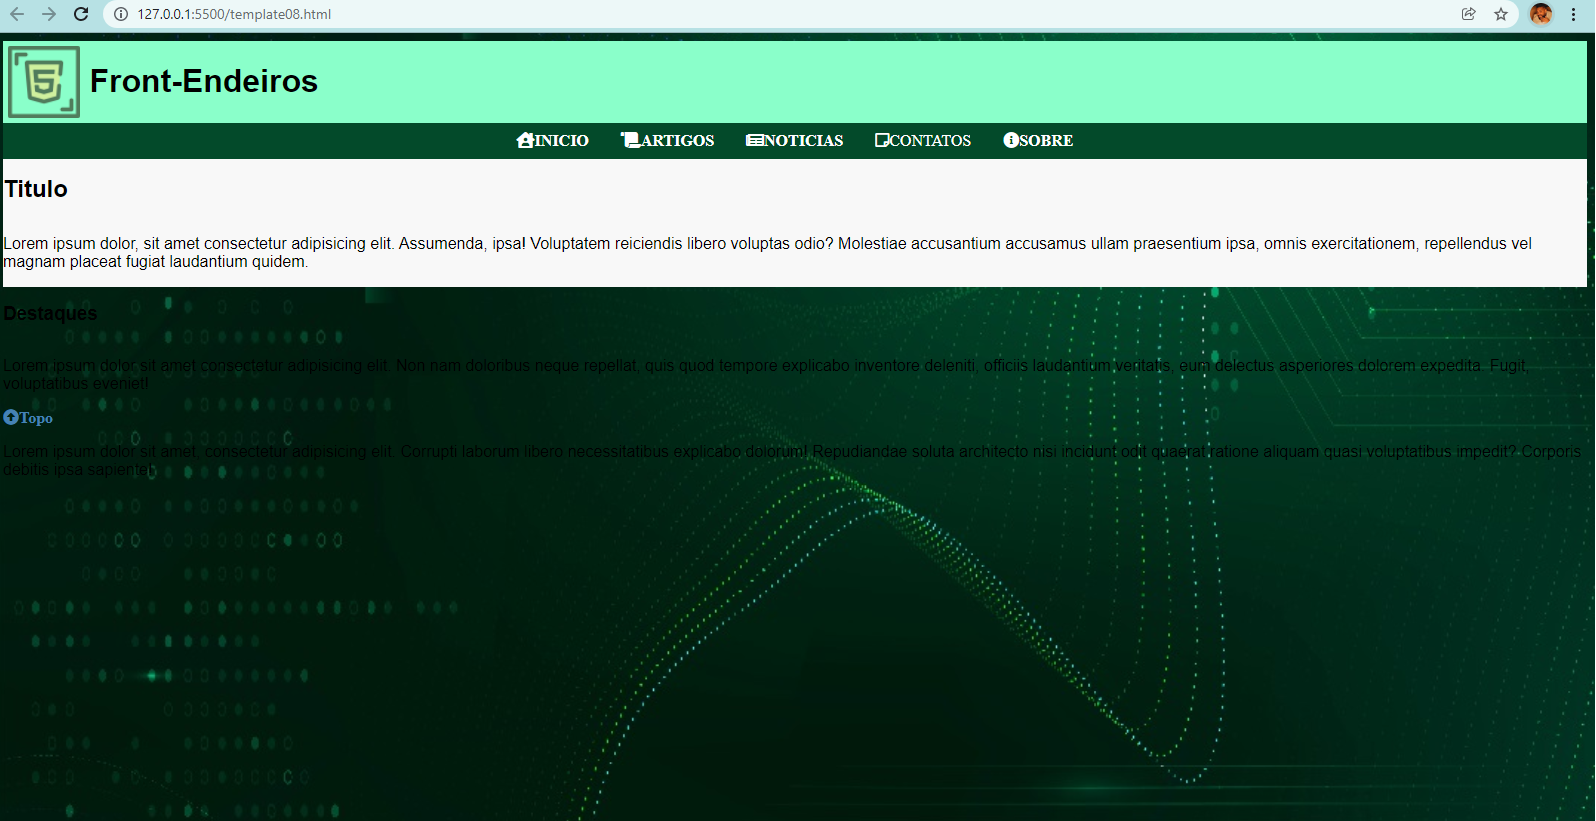 127.0.0.1:5500/template08.html
5
Front-Endeiros
INICIO ARTIGOS NOTICIAS CONTATOS SOBRE
Titulo
Lorem ipsum dolor, sit amet consectetur adipisicing elit. Assumenda, ipsa! Voluptatem reiciendis libero voluptas odio? Molestiae accusantium accusamus ullam praesentium ipsa, omnis exercitationem, repellendus vel
magnam placeat fugiat laudantium quidem.
Destaques
Lorem ipsum dolor sit amet consectetur adipisicing elit. Non nam doloribus neque repellat, quis quod tempore explicabo inventore deleniti, officiis laudantium veritatis, eum delectus asperiores dolorem expedita. Fugit,
voluptatibus eveniet!
Topo
Lorem ipsum dolor sit amet, consectetur adipisicing elit. Corrupti laborum libero necessitatibus explicabo dolorum! Repudiandae soluta architecto nisi incidunt odit quaerat ratione aliquam quasi voluptatibus impedit? Corporis
debitis ipsa sapiente!